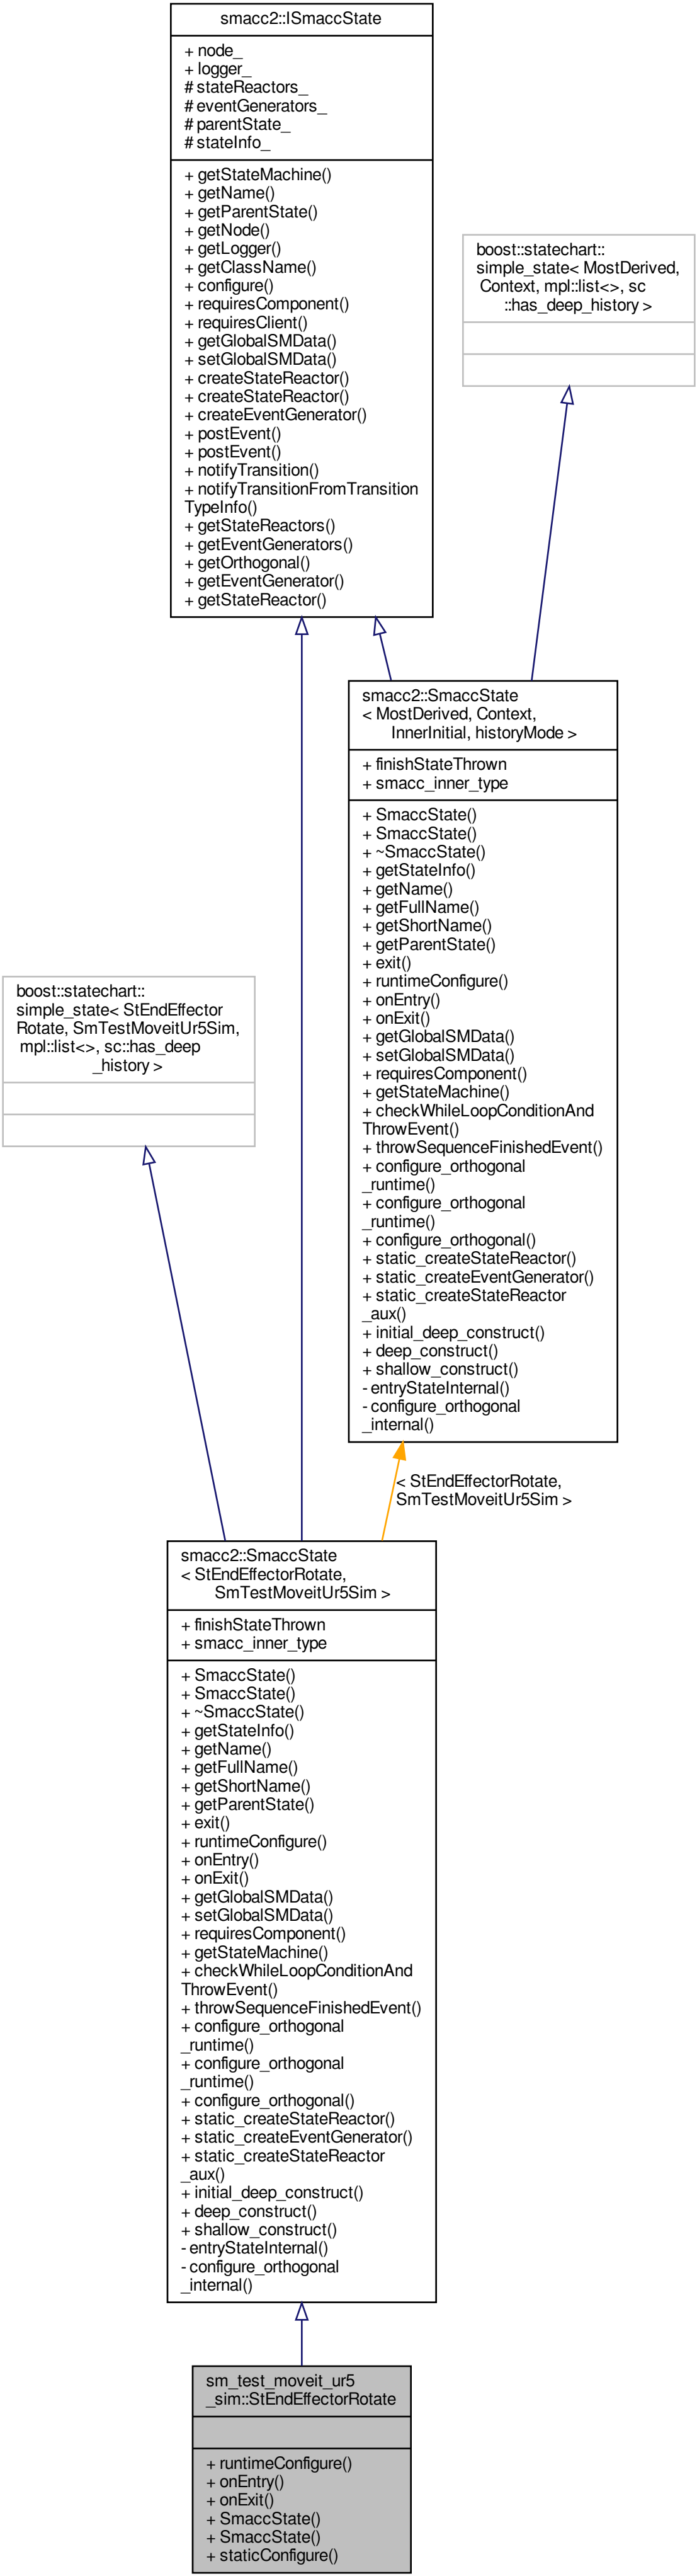 smacc2::ISmaccState
+ node_
+ logger_
# stateReactors_
# eventGenerators_
# parentState_
# stateInfo_
+ getStateMachine()
+ getName()
+ getParentState()
+ getNode()
+ getLogger()
+ getClassName()
+ configure()
+ requiresComponent()
+ requiresClient()
+ getGlobalSMData()
+ setGlobalSMData()
+ createStateReactor()
+ createStateReactor()
+ createEventGenerator()
+ postEvent()
+ postEvent()
+ notifyTransition()
+ notifyTransitionFromTransition
TypeInfo()
+ getStateReactors()
+ getEventGenerators()
+ getOrthogonal()
+ getEventGenerator()
+ getStateReactor()
boost::statechart::
simple_state< MostDerived,
Context, mpl::list<>, sc
::has_deep_history >
smacc2::SmaccState
< MostDerived, Context,
InnerInitial, historyMode >
+ finishStateThrown
+ smacc_inner_type
+ SmaccState()
+ SmaccState()
+ ~SmaccState()
+ getStateInfo()
+ getName()
+ getFullName()
+ getShortName()
+ getParentState()
+ exit()
+ runtimeConfigure()
+ onEntry()
+ onExit()
+ getGlobalSMData()
+ setGlobalSMData()
+ requiresComponent()
+ getStateMachine()
+ checkWhileLoopConditionAnd
ThrowEvent()
+ throwSequenceFinishedEvent()
+ configure_orthogonal
_runtime()
+ configure_orthogonal
_runtime()
+ configure_orthogonal()
+ static_createStateReactor()
+ static_createEventGenerator()
+ static_createStateReactor
_aux()
+ initial_deep_construct()
+ deep_construct()
+ shallow_construct()
- entryStateInternal()
- configure_orthogonal
_internal()
boost::statechart::
simple_state< StEndEffector
Rotate, SmTestMoveitUr5Sim,
mpl::list<>, sc::has_deep
_history >
< StEndEffectorRotate,
SmTestMoveitUr5Sim >
smacc2::SmaccState
< StEndEffectorRotate,
SmTestMoveitUr5Sim >
+ finishStateThrown
+ smacc_inner_type
+ SmaccState()
+ SmaccState()
+ ~SmaccState()
+ getStateInfo()
+ getName()
+ getFullName()
+ getShortName()
+ getParentState()
+ exit()
+ runtimeConfigure()
+ onEntry()
+ onExit()
+ getGlobalSMData()
+ setGlobalSMData()
+ requiresComponent()
+ getStateMachine()
+ checkWhileLoopConditionAnd
ThrowEvent()
+ throwSequenceFinishedEvent()
+ configure_orthogonal
_runtime()
+ configure_orthogonal
_runtime()
+ configure_orthogonal()
+ static_createStateReactor()
+ static_createEventGenerator()
+ static_createStateReactor
_aux()
+ initial_deep_construct()
+ deep_construct()
+ shallow_construct()
- entryStateInternal()
- configure_orthogonal
_internal()
sm_test_moveit_ur5
_sim::StEndEffectorRotate
+ runtimeConfigure()
+ onEntry()
+ onExit()
+ SmaccState()
+ SmaccState()
+ staticConfigure()